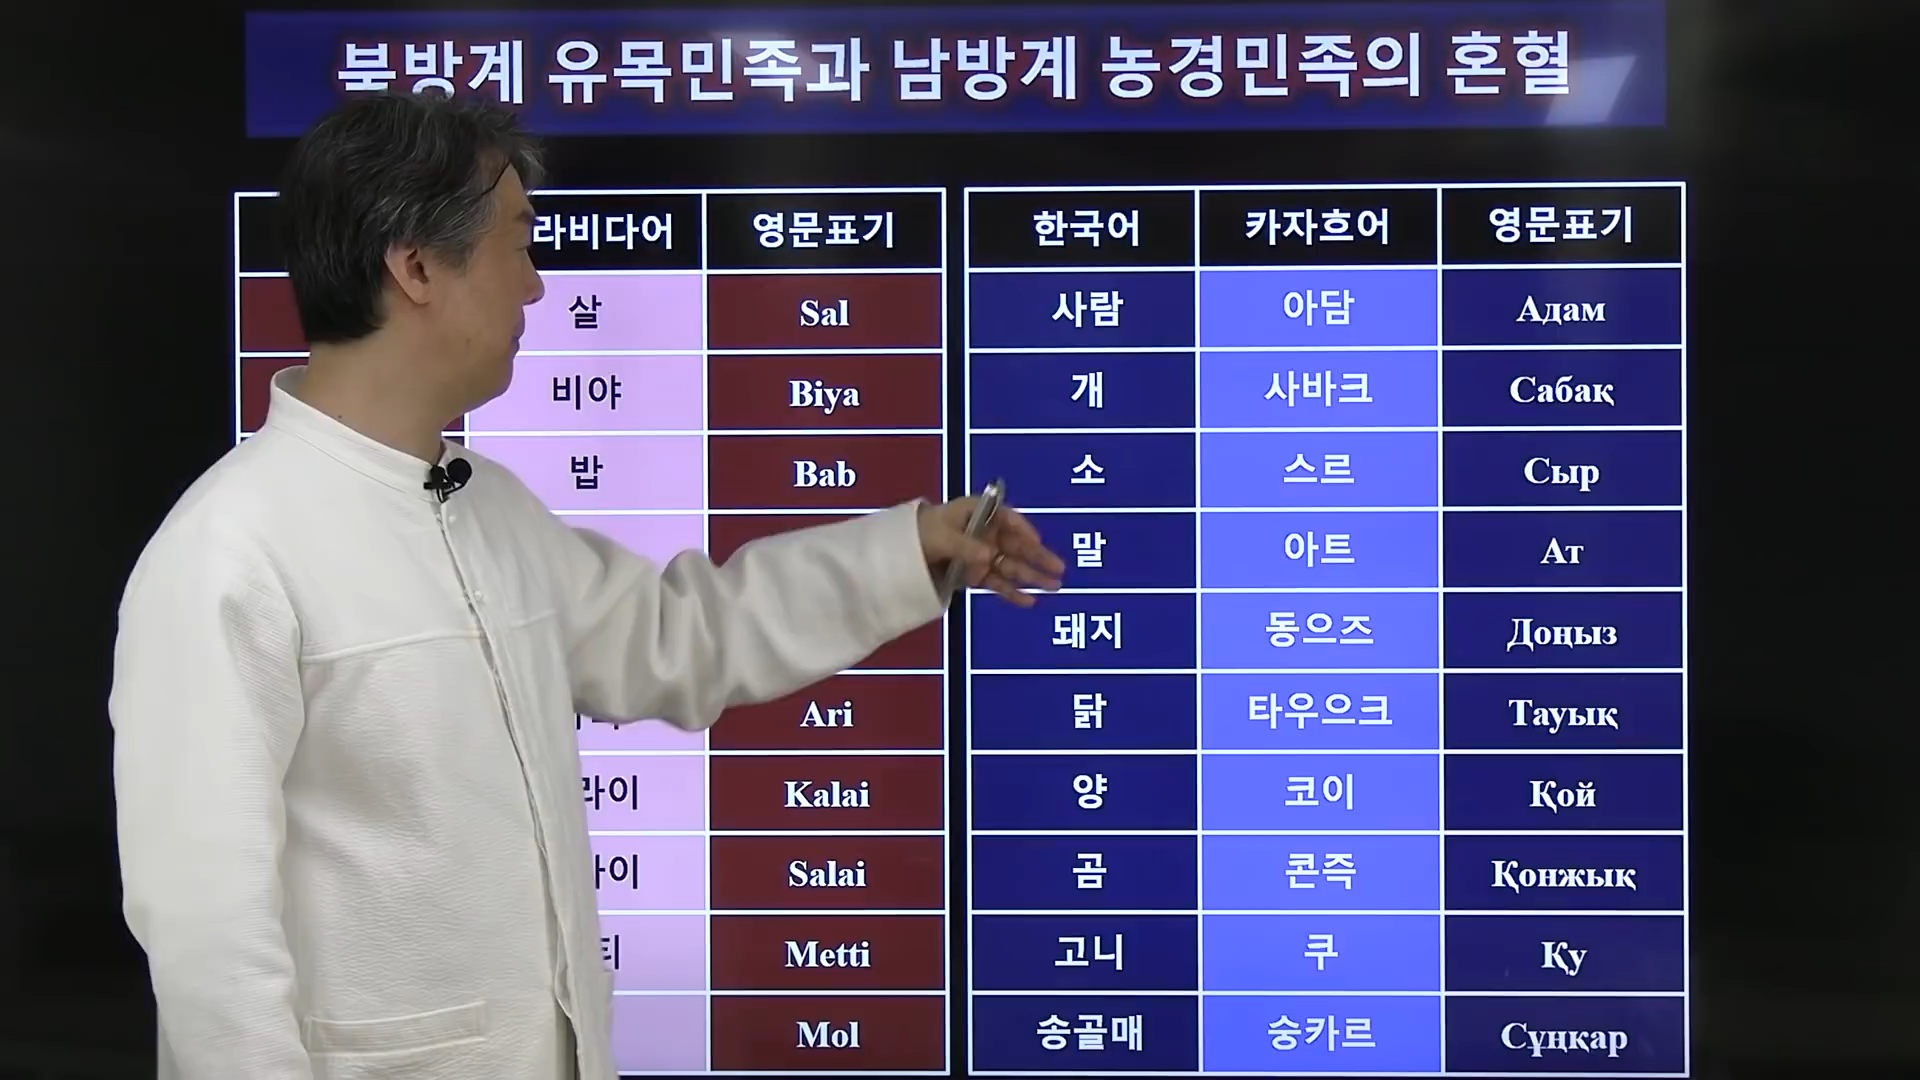 북방계 유목민족과 남방계 농경민족의 혼혈
라비다어 영문표기
살 Sal
비야 Biya
밥 Bab
Ari
라이 Kalai
이 Salai
티 Metti
Mol
한국어 카자흐어 영문표기
사람 아담 Адам
개 사바크 Сабақ
소 스르 Сыр
말 아트 Ат
돼지 동으즈 Доңыз
닭 타우으크 Тауық
양 코이 Қой
곰 콘즉 Қонжық
고니 쿠 Қу
송골매 숭카르 Сұңқар